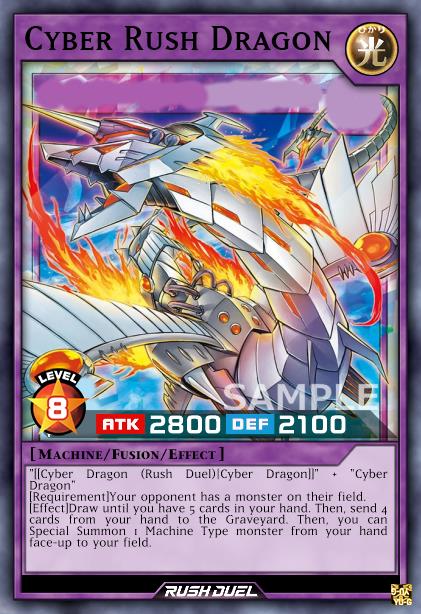 Cyber Rush Dragon
ひかり
光
SAMPLE
LEVEL
8
ATK 2800 DEF 2100
[Machine/Fusion/Effect]
"[[Cyber Dragon (Rush Duel)|Cyber Dragon]]" + "Cyber
Dragon"
[Requirement]Your opponent has a monster on their field.
[Effect]Draw until you have 5 cards in your hand. Then, send 4
cards from your hand to the Graveyard. Then, you can
Special Summon 1 Machine Type monster from your hand
face-up to your field.
RUSH DUEL